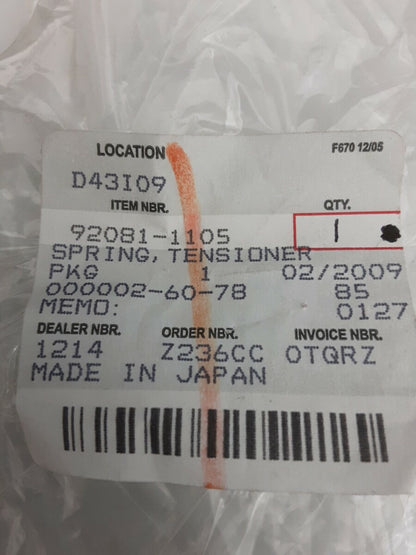 LOCATION F670 12/05
D43I09
ITEM NBR. QTY.
92081-1105 1
SPRING, TENSIONER
PKG 1 02/2009
000002-60-78 85
MEMO: 0127
DEALER NBR. ORDER NBR. INVOICE NBR.
1214 Z236CC OTQRZ
MADE IN JAPAN